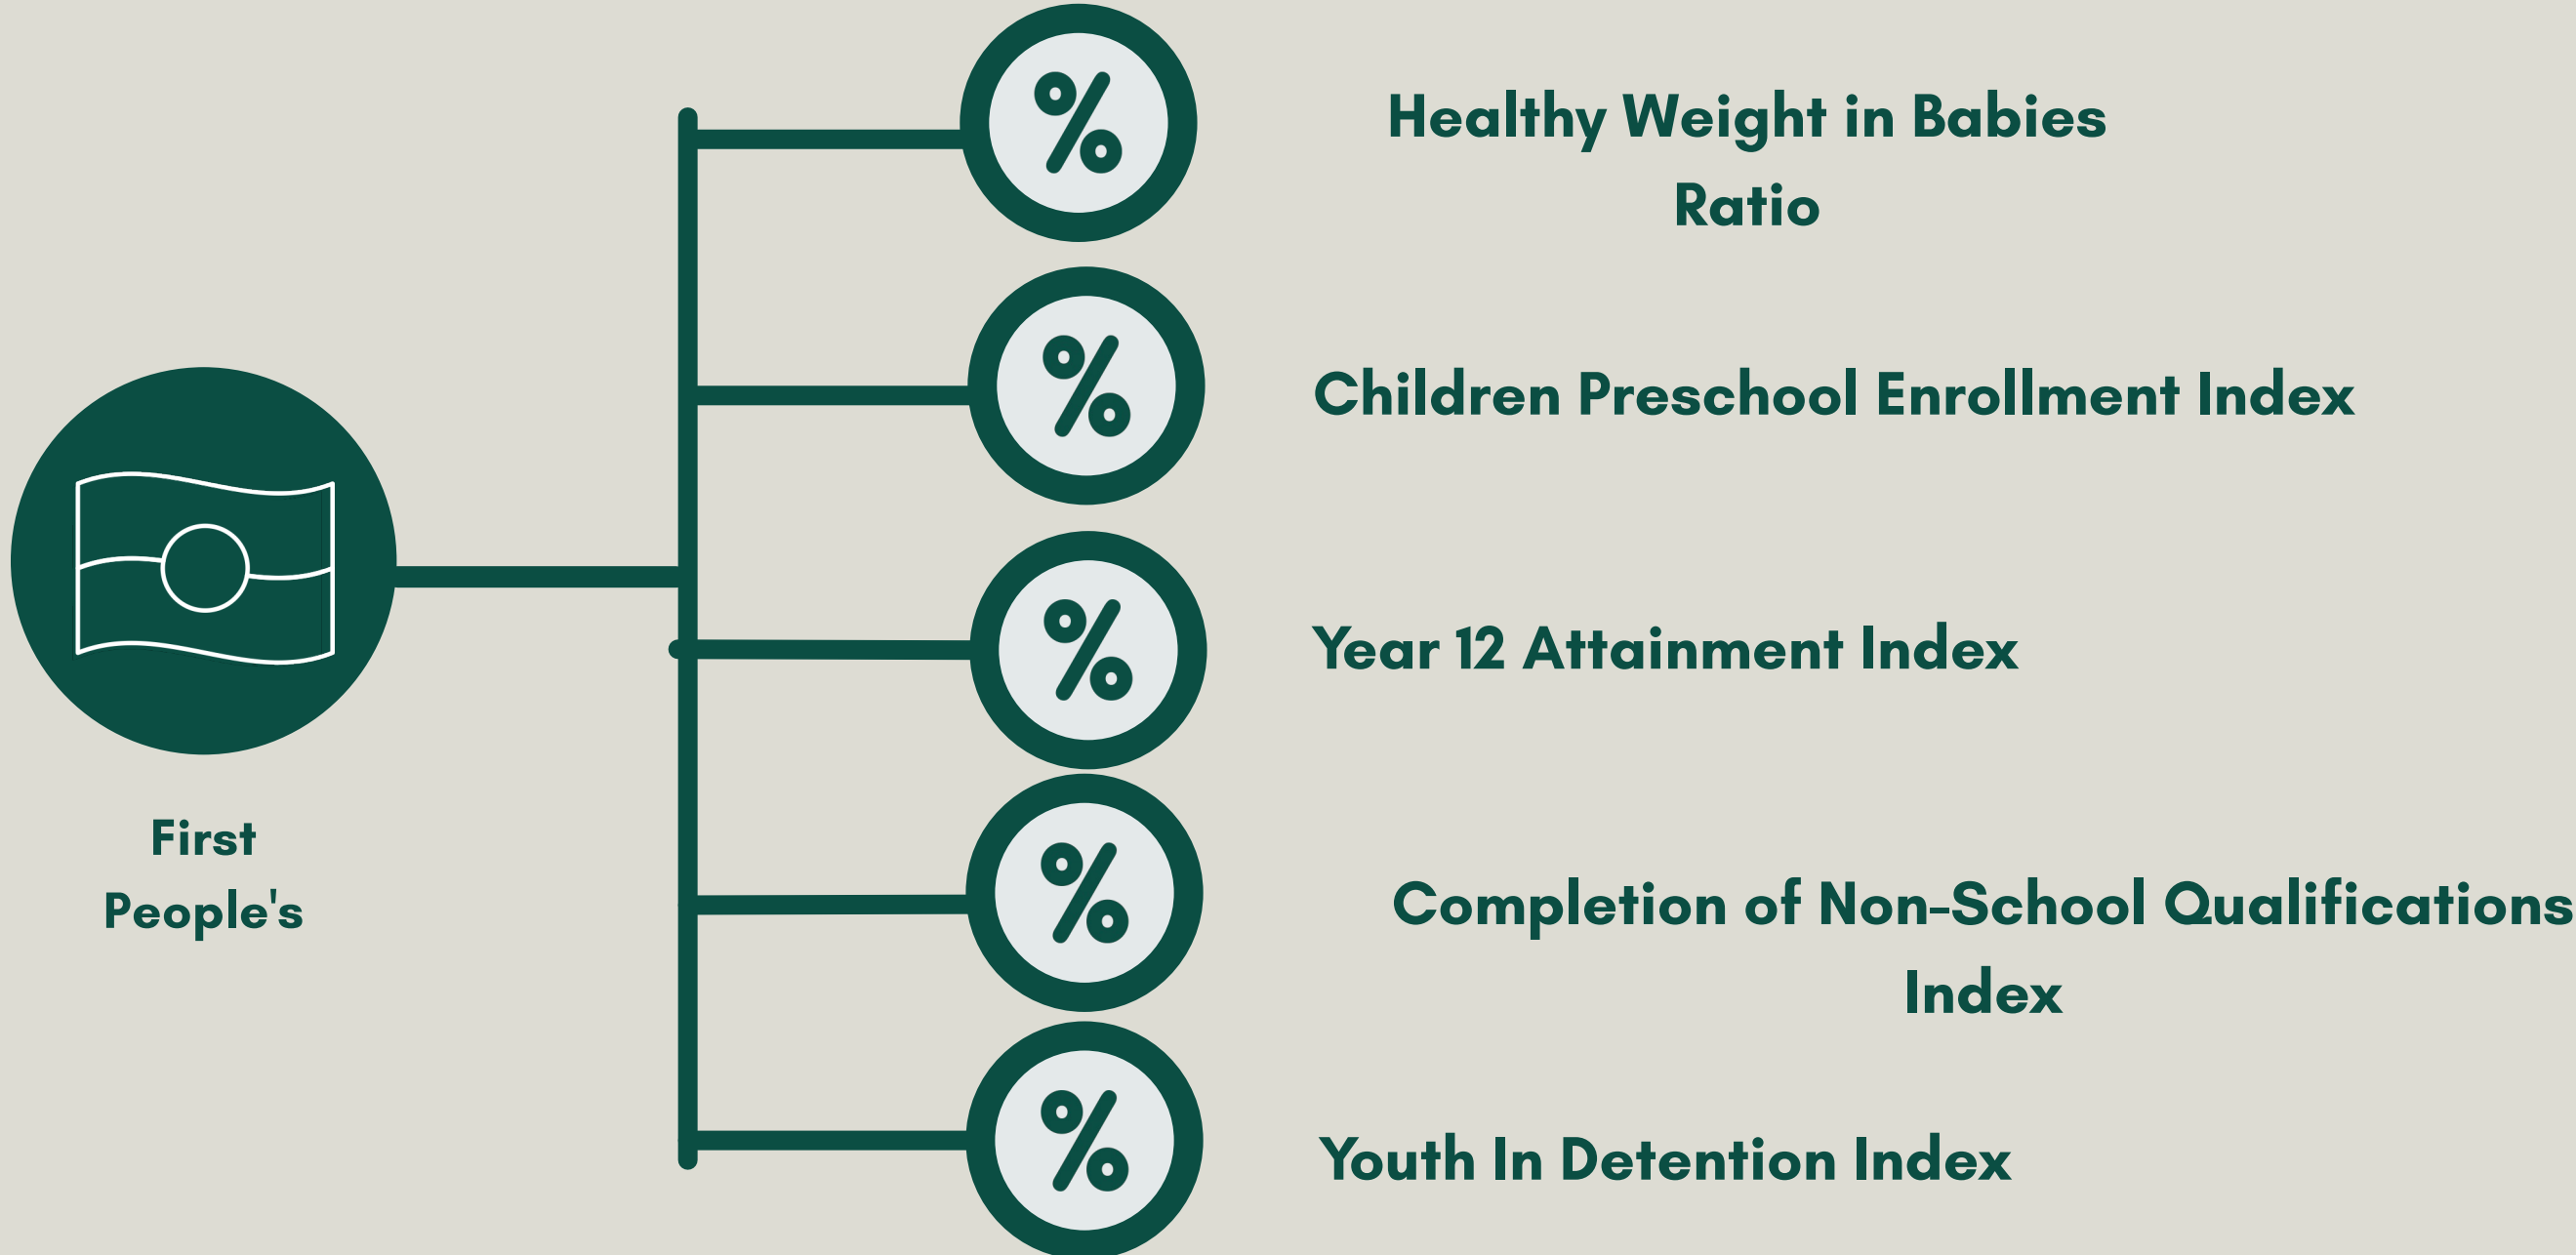 %
Healthy Weight in Babies
Ratio
%
Children Preschool Enrollment Index
%
Year 12 Attainment Index
First
People's
%
Completion of Non-School Qualifications
Index
%
Youth In Detention Index